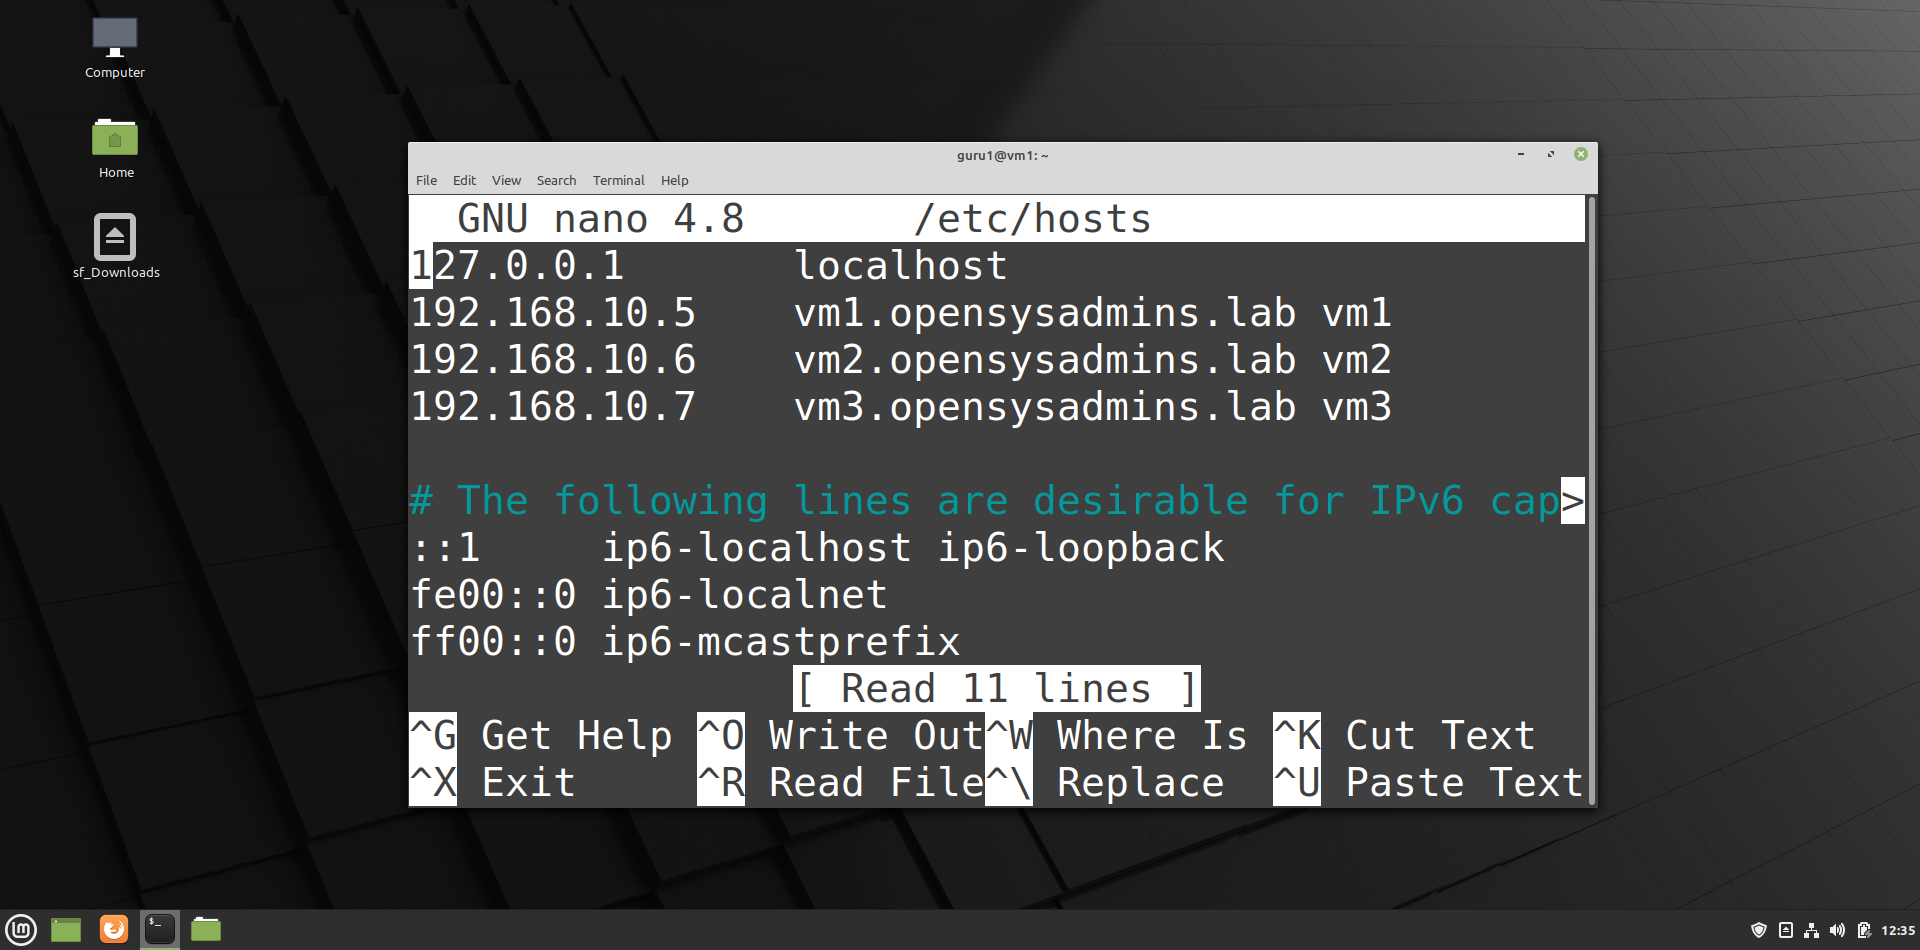 Computer
Home
sf_Downloads
guru1@vm1: ~
File Edit View Search Terminal Help
GNU nano 4.8 /etc/hosts
127.0.0.1 localhost
192.168.10.5 vm1.opensysadmins.lab vm1
192.168.10.6 vm2.opensysadmins.lab vm2
192.168.10.7 vm3.opensysadmins.lab vm3
# The following lines are desirable for IPv6 cap>
::1 ip6-localhost ip6-loopback
fe00::0 ip6-localnet
ff00::0 ip6-mcastprefix
[ Read 11 lines ]
^G Get Help ^O Write Out ^W Where Is ^K Cut Text
^X Exit ^R Read File ^\ Replace ^U Paste Text
$_
12:35